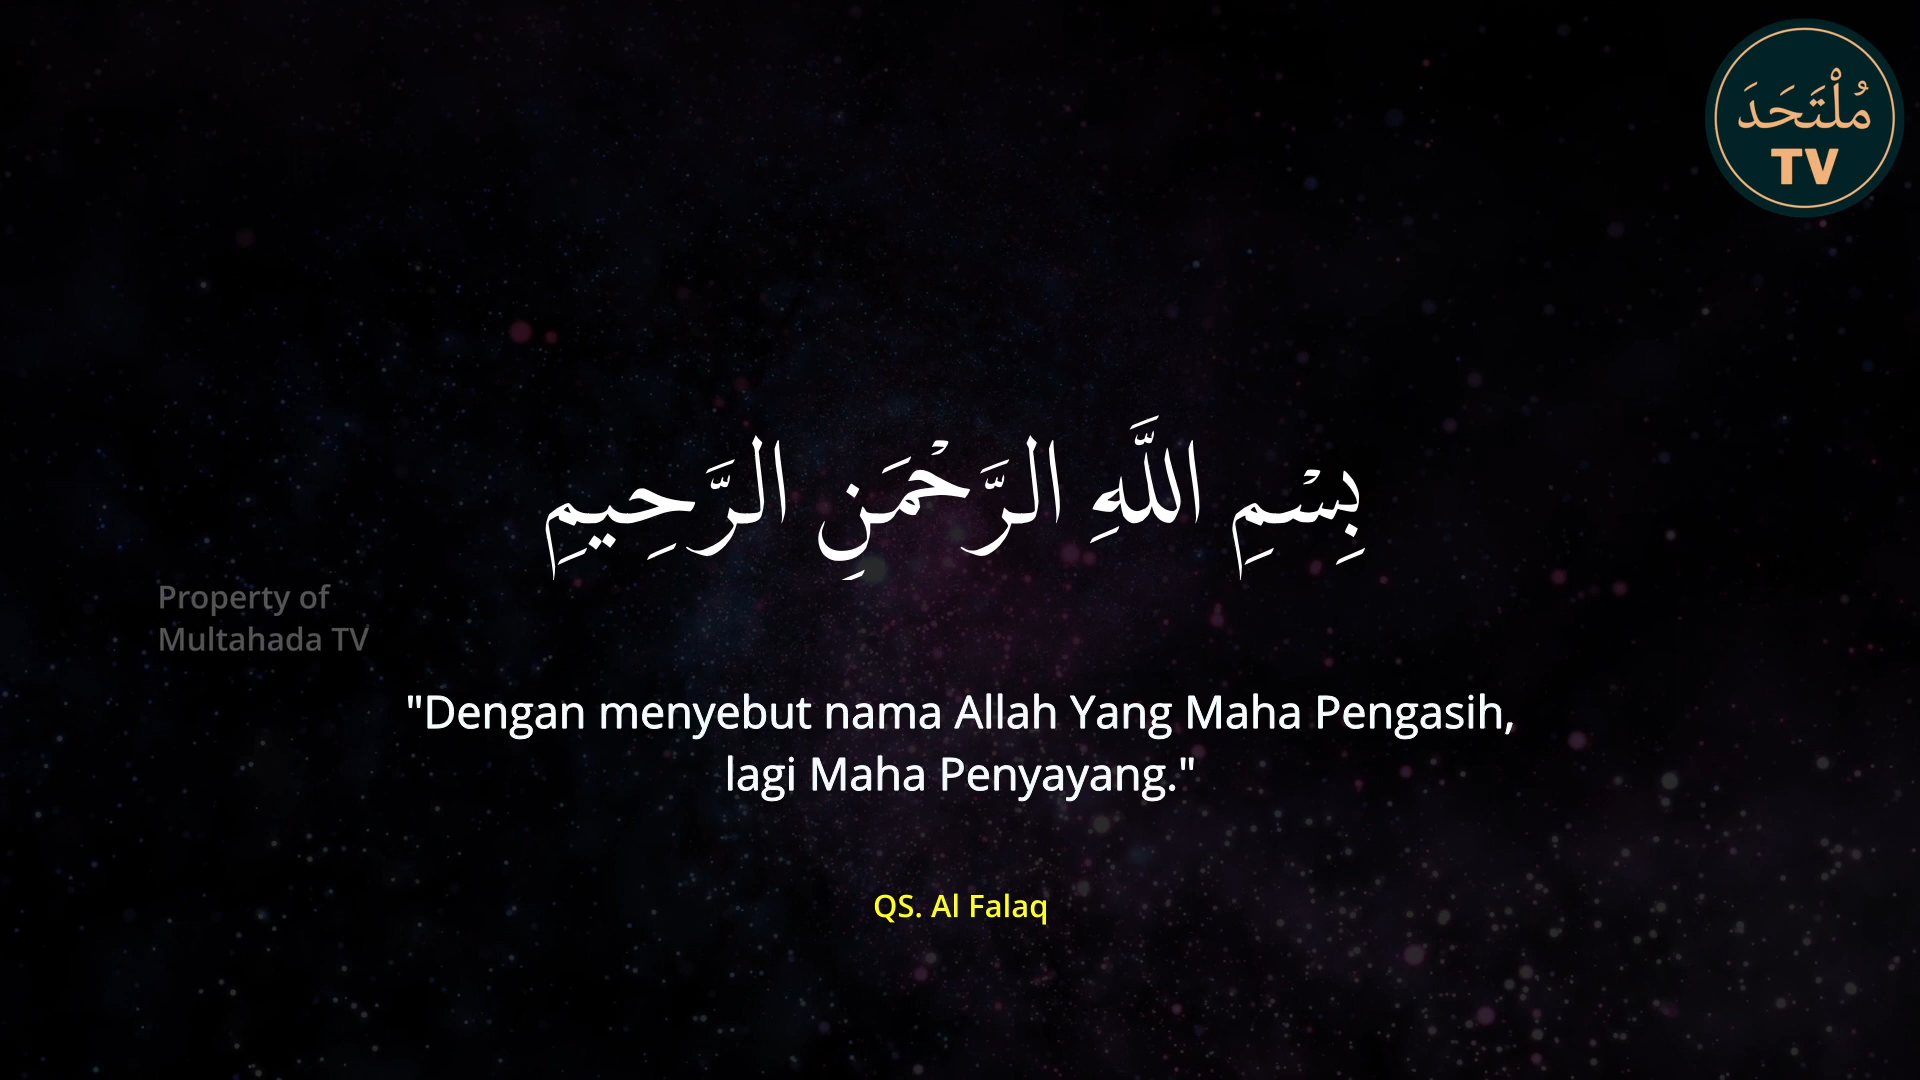 مُلْتَحَدَ
TV
بِسْمِ اللَّهِ الرَّحْمَنِ الرَّحِيمِ
Property of
Multahada TV
"Dengan menyebut nama Allah Yang Maha Pengasih,
lagi Maha Penyayang."
QS. Al Falaq